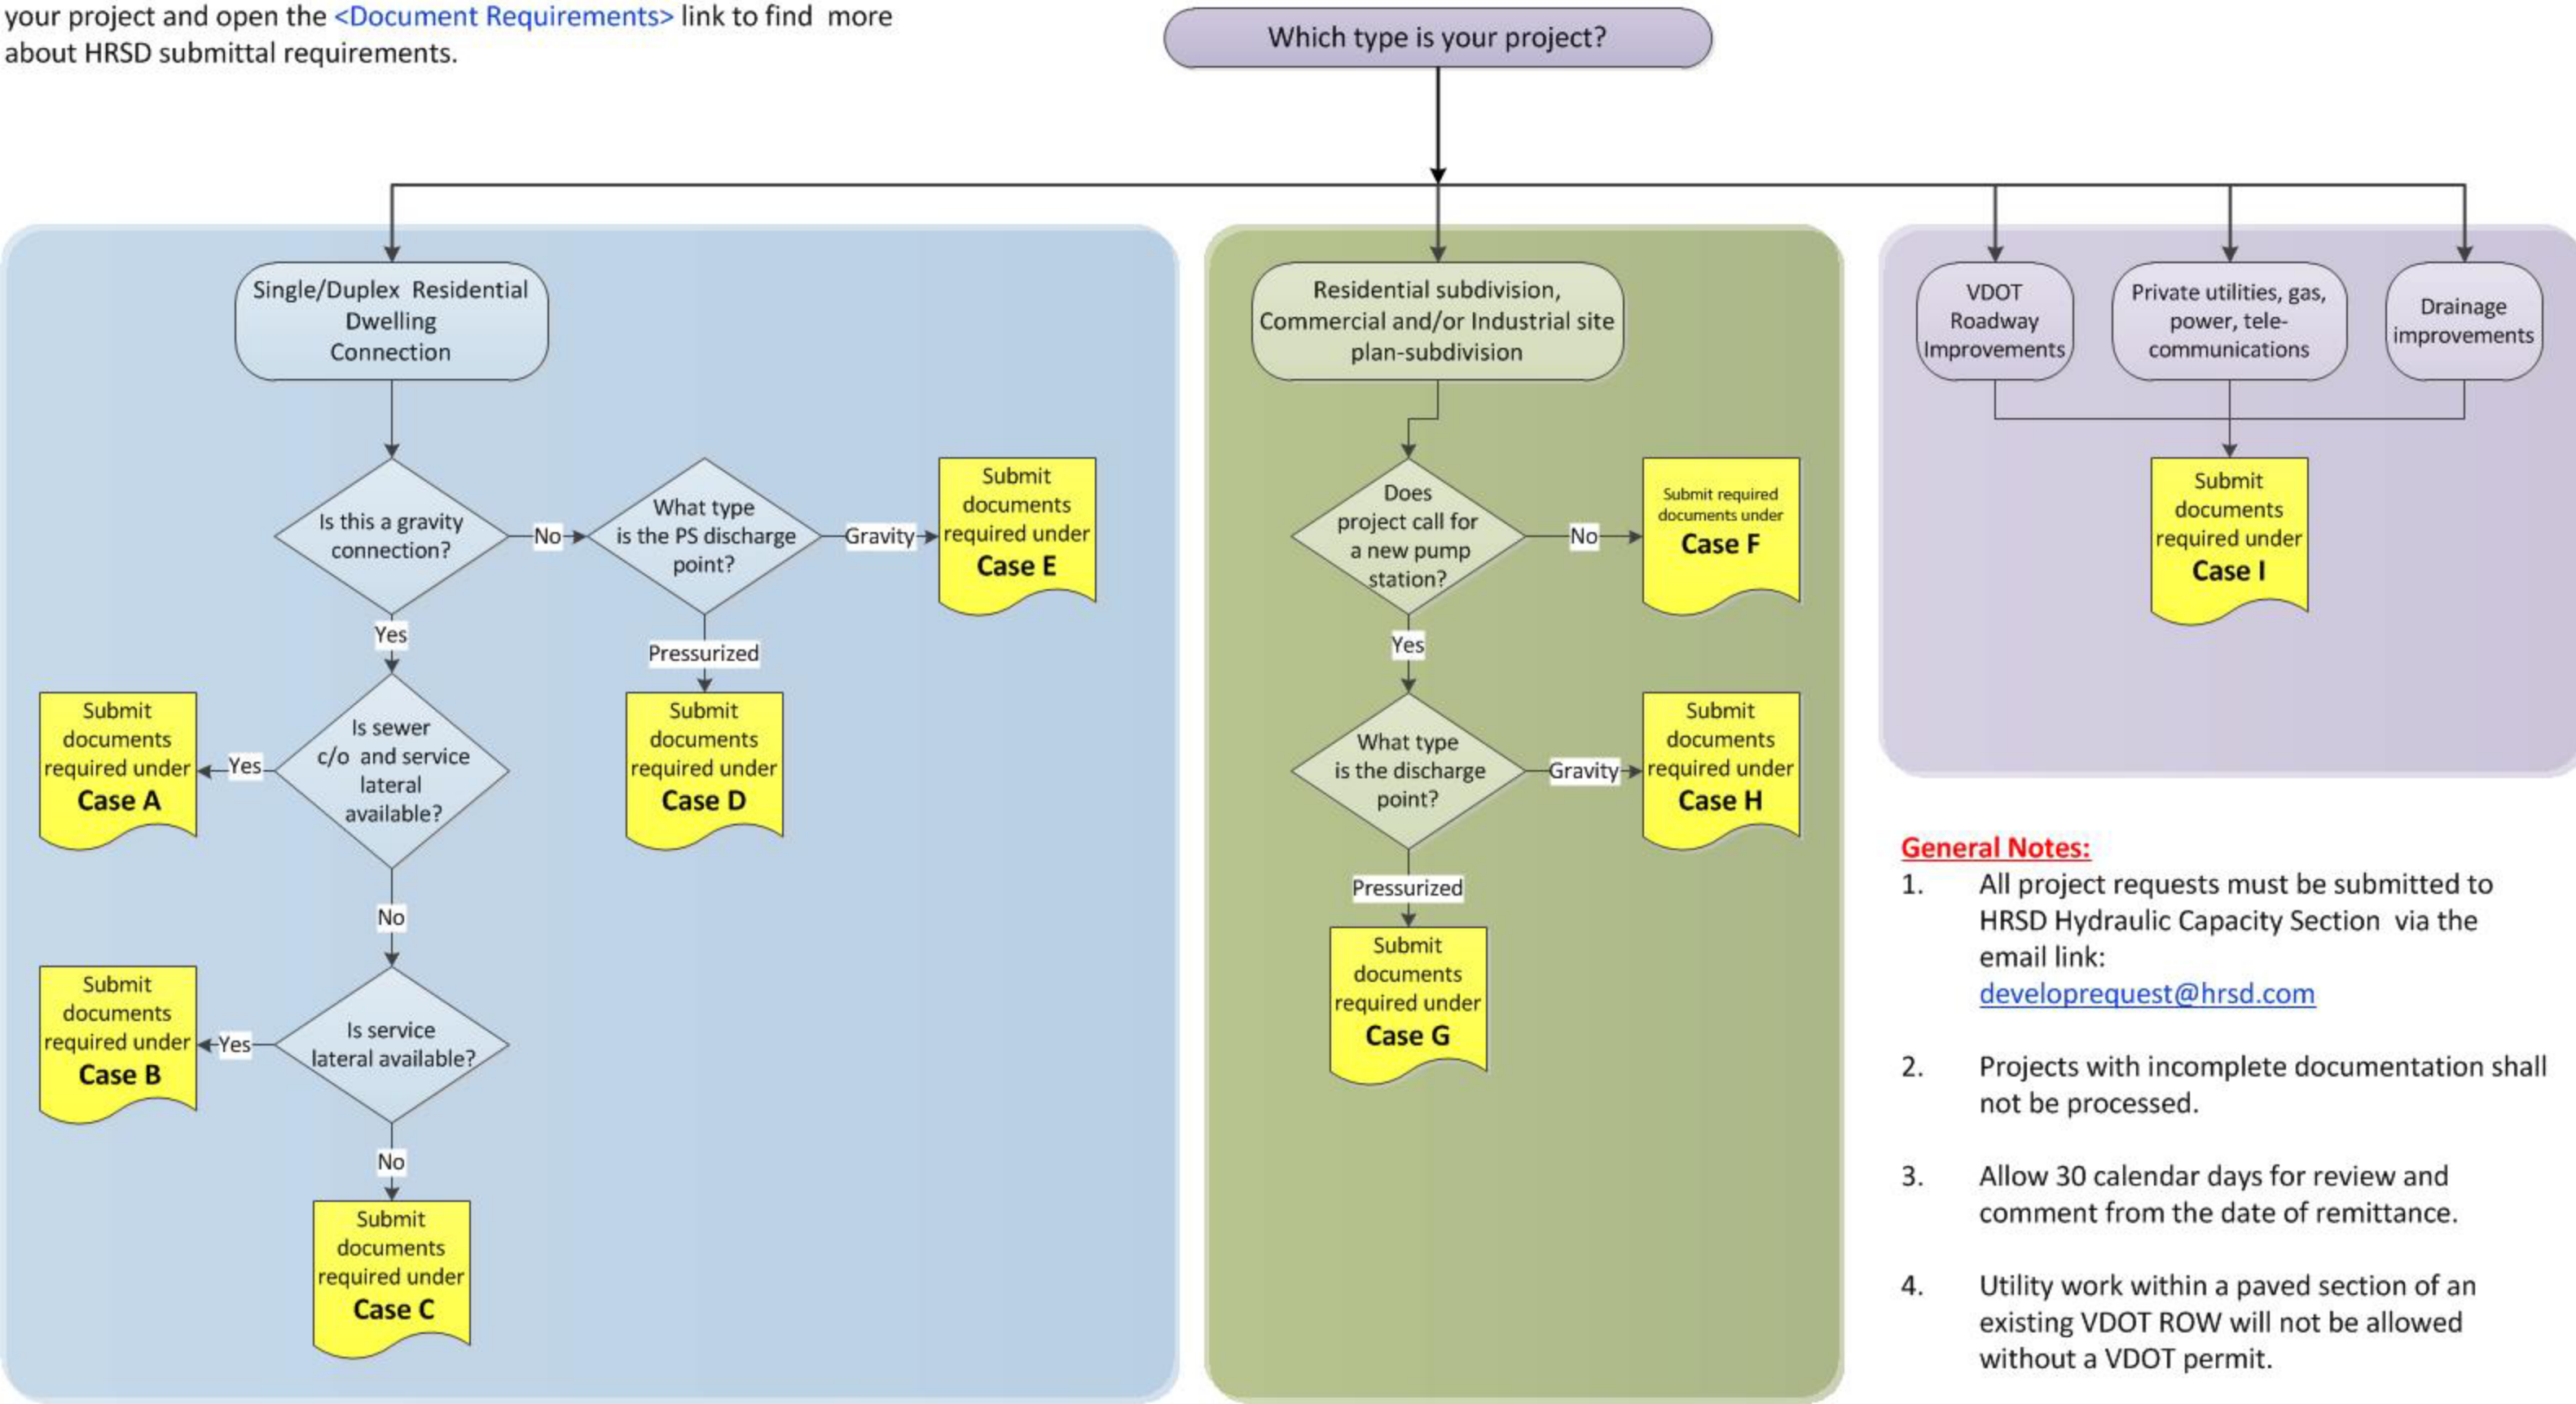 your project and open the <Document Requirements> link to find more
about HRSD submittal requirements.
Which type is your project?
Single/Duplex Residential
Dwelling
Connection
Is this a gravity
connection?
No
What type
is the PS discharge
point?
Gravity
Submit
documents
required under
Case E
Yes
Pressurized
Submit
documents
required under
Case A
Yes
Is sewer
c/o and service
lateral
available?
Submit
documents
required under
Case D
No
Submit
documents
required under
Case B
Yes
Is service
lateral available?
No
Submit
documents
required under
Case C
Residential subdivision,
Commercial and/or Industrial site
plan-subdivision
Does
project call for
a new pump
station?
No
Submit required
documents under
Case F
Yes
What type
is the discharge
point?
Gravity
Submit
documents
required under
Case H
Pressurized
Submit
documents
required under
Case G
VDOT
Roadway
Improvements
Private utilities, gas,
power, tele-
communications
Drainage
improvements
Submit
documents
required under
Case I
General Notes:
1. All project requests must be submitted to
HRSD Hydraulic Capacity Section via the
email link:
developrequest@hrsd.com
2. Projects with incomplete documentation shall
not be processed.
3. Allow 30 calendar days for review and
comment from the date of remittance.
4. Utility work within a paved section of an
existing VDOT ROW will not be allowed
without a VDOT permit.